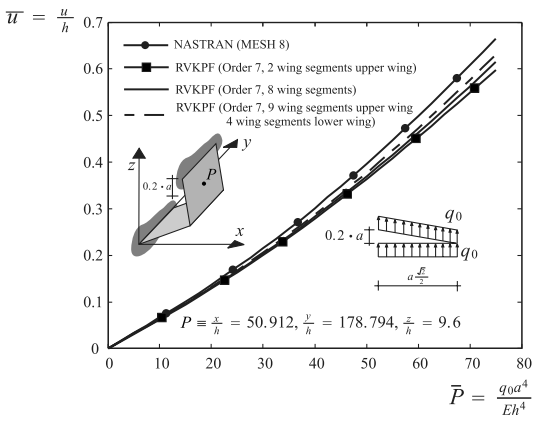 u̅ = u/h
0.7
0.6
0.5
0.4
0.3
0.2
0.1
0
NASTRAN (MESH 8)
RVKPF (Order 7, 2 wing segments upper wing)
RVKPF (Order 7, 8 wing segments)
RVKPF (Order 7, 9 wing segments upper wing
4 wing segments lower wing)
z
y
x
P
0.2 · a
q₀
0.2 · a
q₀
a √2/2
P ≡ x/h = 50.912, y/h = 178.794, z/h = 9.6
0 10 20 30 40 50 60 70 80
P̅ = q₀a⁴/Eh⁴